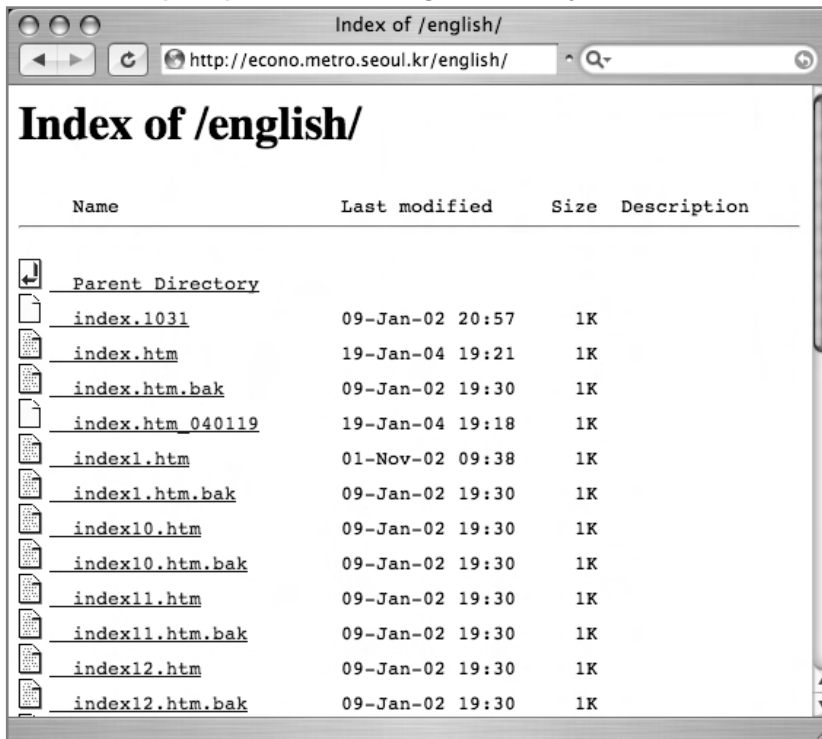 Index of /english/
http://econo.metro.seoul.kr/english/
Index of /english/
Name Last modified Size Description
Parent Directory
index.1031 09-Jan-02 20:57 1K
index.htm 19-Jan-04 19:21 1K
index.htm.bak 09-Jan-02 19:30 1K
index.htm_040119 19-Jan-04 19:18 1K
index1.htm 01-Nov-02 09:38 1K
index1.htm.bak 09-Jan-02 19:30 1K
index10.htm 09-Jan-02 19:30 1K
index10.htm.bak 09-Jan-02 19:30 1K
index11.htm 09-Jan-02 19:30 1K
index11.htm.bak 09-Jan-02 19:30 1K
index12.htm 09-Jan-02 19:30 1K
index12.htm.bak 09-Jan-02 19:30 1K